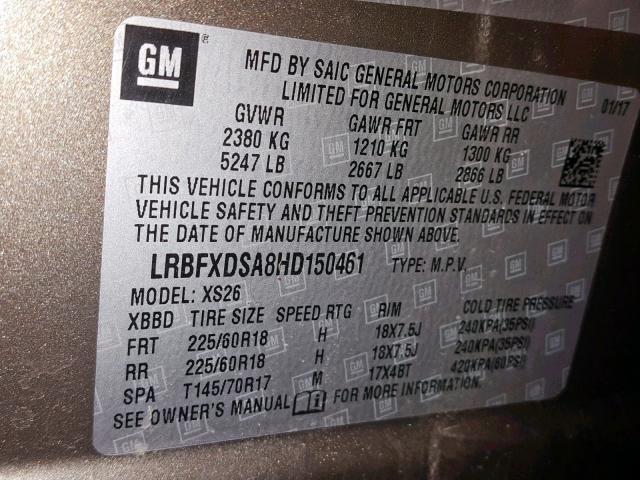 GM
MFD BY SAIC GENERAL MOTORS CORPORATION
LIMITED FOR GENERAL MOTORS LLC
01/17
GVWR GAWR FRT GAWR RR
2380 KG 1210 KG 1300 KG
5247 LB 2667 LB 2866 LB
THIS VEHICLE CONFORMS TO ALL APPLICABLE U.S. FEDERAL MOTOR
VEHICLE SAFETY AND THEFT PREVENTION STANDARDS IN EFFECT ON
THE DATE OF MANUFACTURE SHOWN ABOVE.
LRBFXDSA8HD150461 TYPE: M.P.V.
MODEL: XS26
XBBD TIRE SIZE SPEED RTG RIM COLD TIRE PRESSURE
FRT 225/60R18 H 18X7.5J 240KPA(35PSI)
RR 225/60R18 H 18X7.5J 240KPA(35PSI)
SPA T145/70R17 M 17X4BT 420KPA(60PSI)
SEE OWNER'S MANUAL FOR MORE INFORMATION.